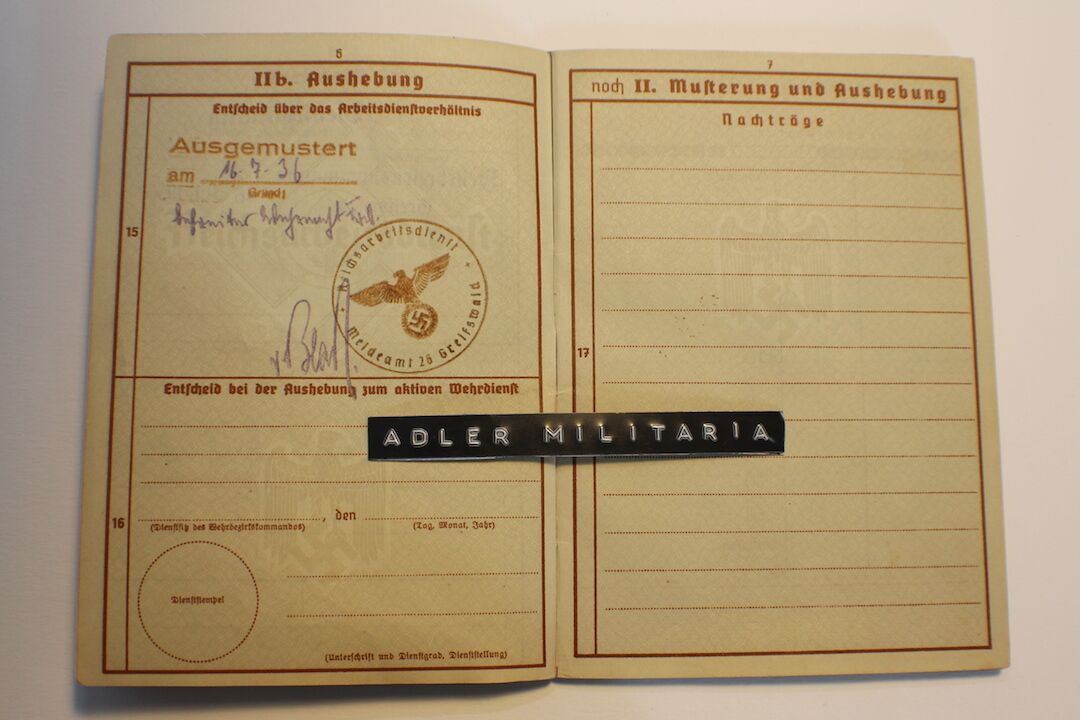 6
IIb. Aushebung
Entscheid über das Arbeitsdienstverhältnis
Ausgemustert
am 16.7.36
Grund:
15
Reichsarbeitsdienst
Meldeamt 26 Greifswald
Entscheid bei der Aushebung zum aktiven Wehrdienst
16
, den
(Dienstsitz des Wehrbezirkskommandos) (Tag, Monat, Jahr)
Dienststempel
(Unterschrift und Dienstgrad, Dienststellung)
ADLER MILITARIA
7
noch II. Musterung und Aushebung
Nachträge
17